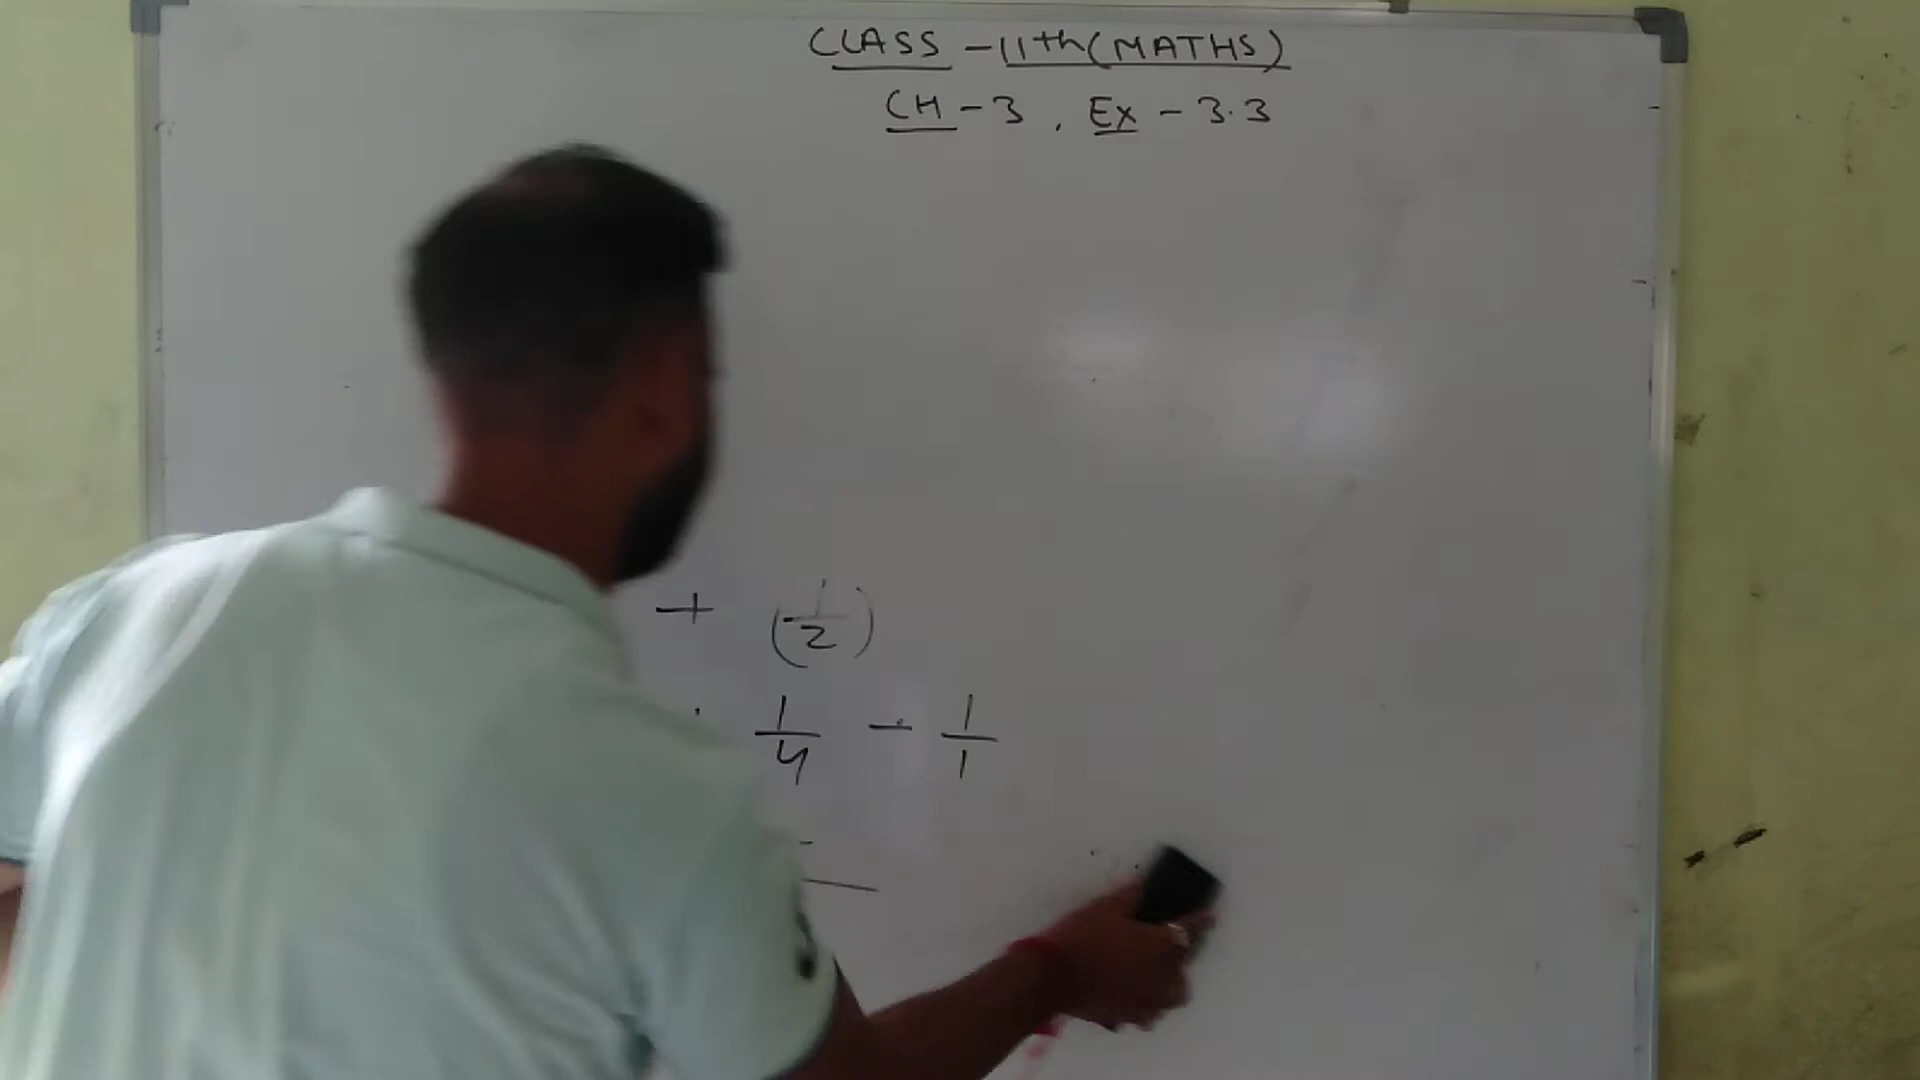 CLASS - 11th (MATHS)
CH - 3 , Ex - 3.3
+ (1/2)
1/4 - 1/1